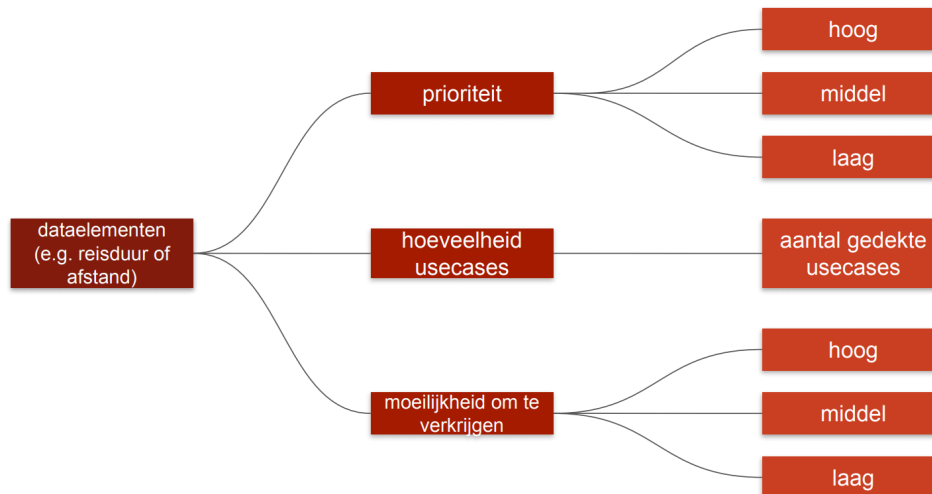 dataelementen
(e.g. reisduur of
afstand)
prioriteit
hoog
middel
laag
hoeveelheid
usecases
aantal gedekte
usecases
moeilijkheid om te
verkrijgen
hoog
middel
laag